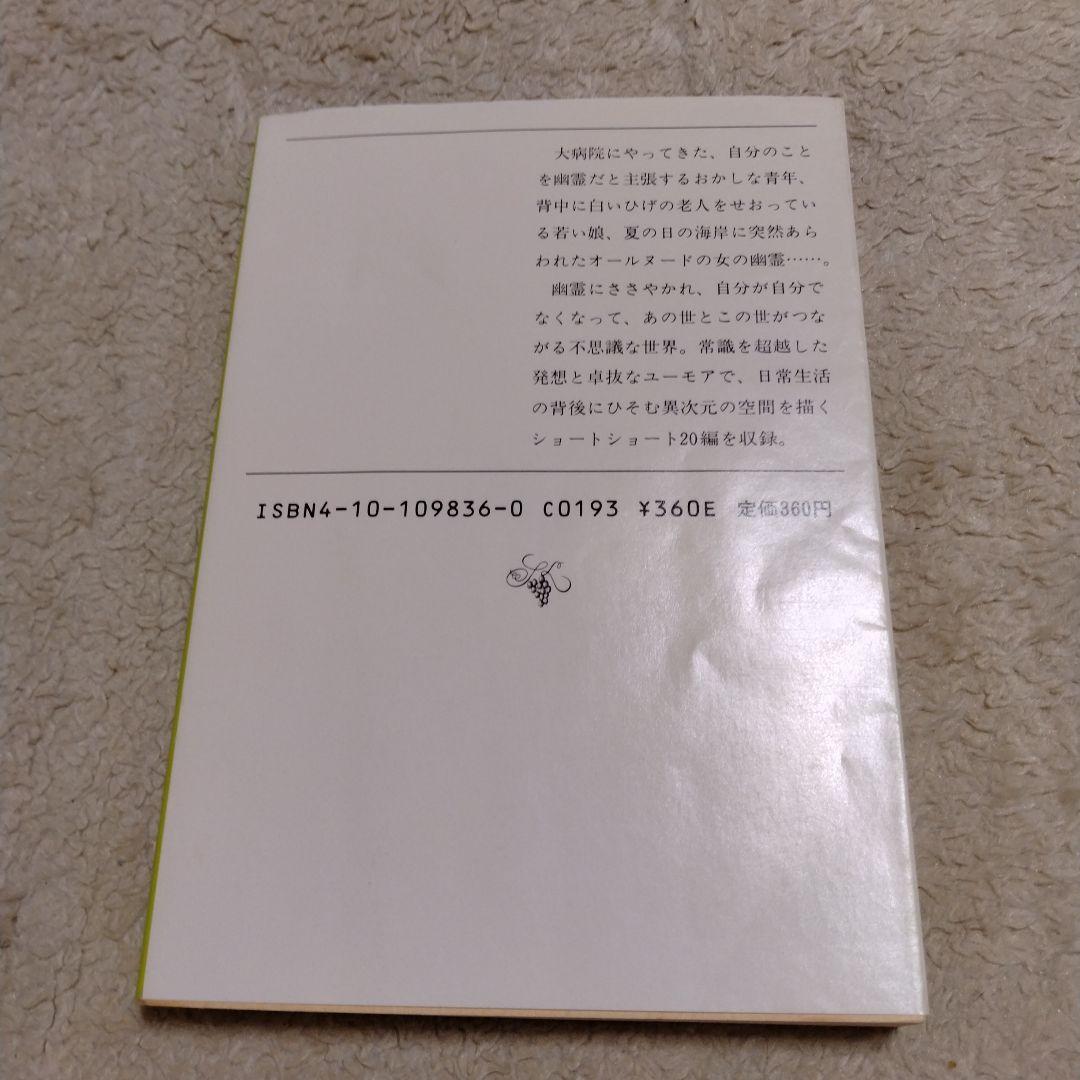 大病院にやってきた、自分のこと
を幽霊だと主張するおかしな青年、
背中に白いひげの老人をせおってい
る若い娘、夏の日の海岸に突然あら
われたオールヌードの女の幽霊……。
幽霊にささやかれ、自分が自分で
なくなって、あの世とこの世がつな
がる不思議な世界。常識を超越した
発想と卓抜なユーモアで、日常生活
の背後にひそむ異次元の空間を描く
ショートショート20編を収録。
ISBN4-10-109836-0 C0193 ¥360E 定価360円
SK